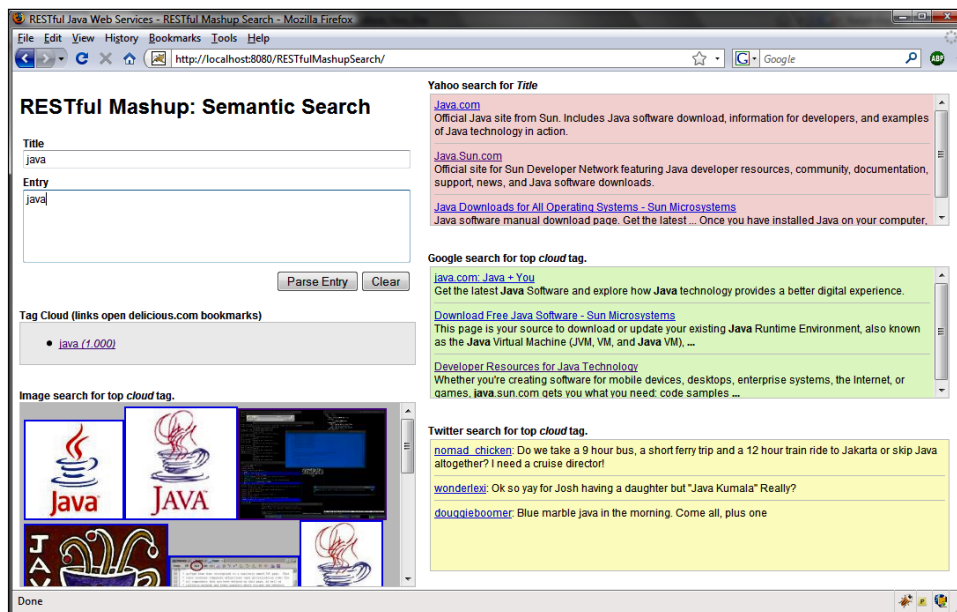 RESTful Java Web Services - RESTful Mashup Search - Mozilla Firefox
File Edit View History Bookmarks Tools Help
http://localhost:8080/RESTfulMashupSearch/
G Google
ABP
RESTful Mashup: Semantic Search
Title
java
Entry
java
Parse Entry Clear
Tag Cloud (links open delicious.com bookmarks)
java (1.000)
Image search for top cloud tag.
Java
JAVA
JAV
Yahoo search for Title
Java.com
Official Java site from Sun. Includes Java software download, information for developers, and examples
of Java technology in action.
Java.Sun.com
Official site for Sun Developer Network featuring Java developer resources, community, documentation,
support, news, and Java software downloads.
Java Downloads for All Operating Systems - Sun Microsystems
Java software manual download page. Get the latest ... Once you have installed Java on your computer,
Google search for top cloud tag.
java.com: Java + You
Get the latest Java Software and explore how Java technology provides a better digital experience.
Download Free Java Software - Sun Microsystems
This page is your source to download or update your existing Java Runtime Environment, also known
as the Java Virtual Machine (JVM, VM, and Java VM), ...
Developer Resources for Java Technology
Whether you're creating software for mobile devices, desktops, enterprise systems, the Internet, or
games, java.sun.com gets you what you need: code samples ...
Twitter search for top cloud tag.
nomad_chicken: Do we take a 9 hour bus, a short ferry trip and a 12 hour train ride to Jakarta or skip Java
altogether? I need a cruise director!
wonderlexi: Ok so yay for Josh having a daughter but "Java Kumala" Really?
douggieboomer: Blue marble java in the morning. Come all, plus one
Done